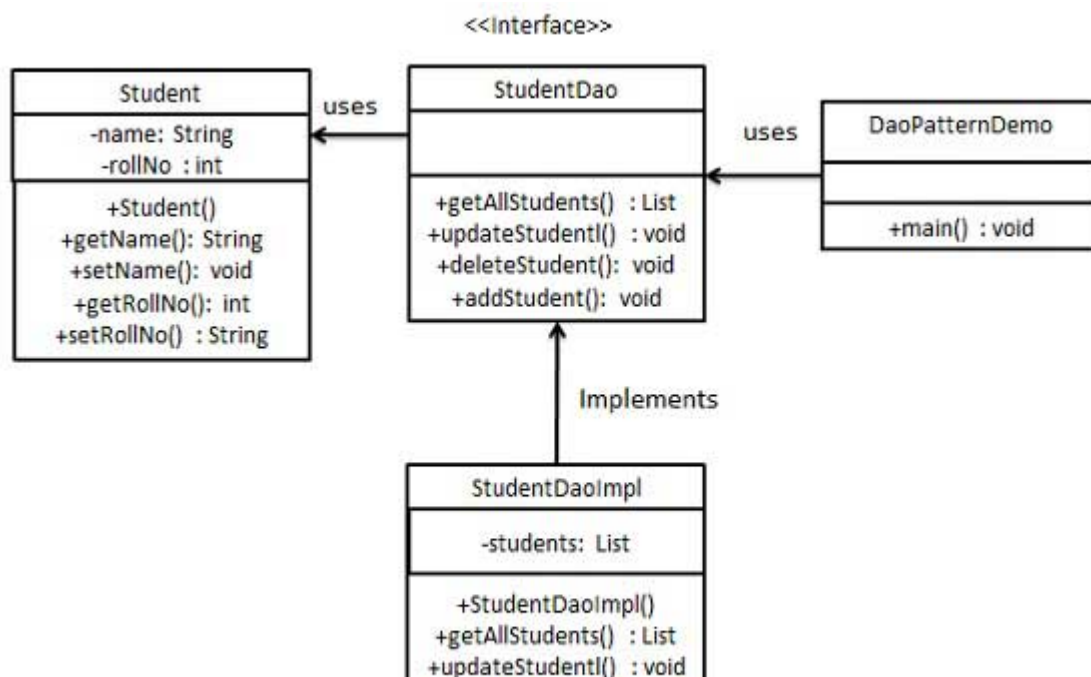 <<Interface>>
Student
-name: String
-rollNo : int
+Student()
+getName(): String
+setName(): void
+getRollNo(): int
+setRollNo() : String
uses
StudentDao
+getAllStudents() : List
+updateStudentl() : void
+deleteStudent(): void
+addStudent(): void
uses
DaoPatternDemo
+main() : void
Implements
StudentDaoImpl
-students: List
+StudentDaoImpl()
+getAllStudents() : List
+updateStudentl() : void